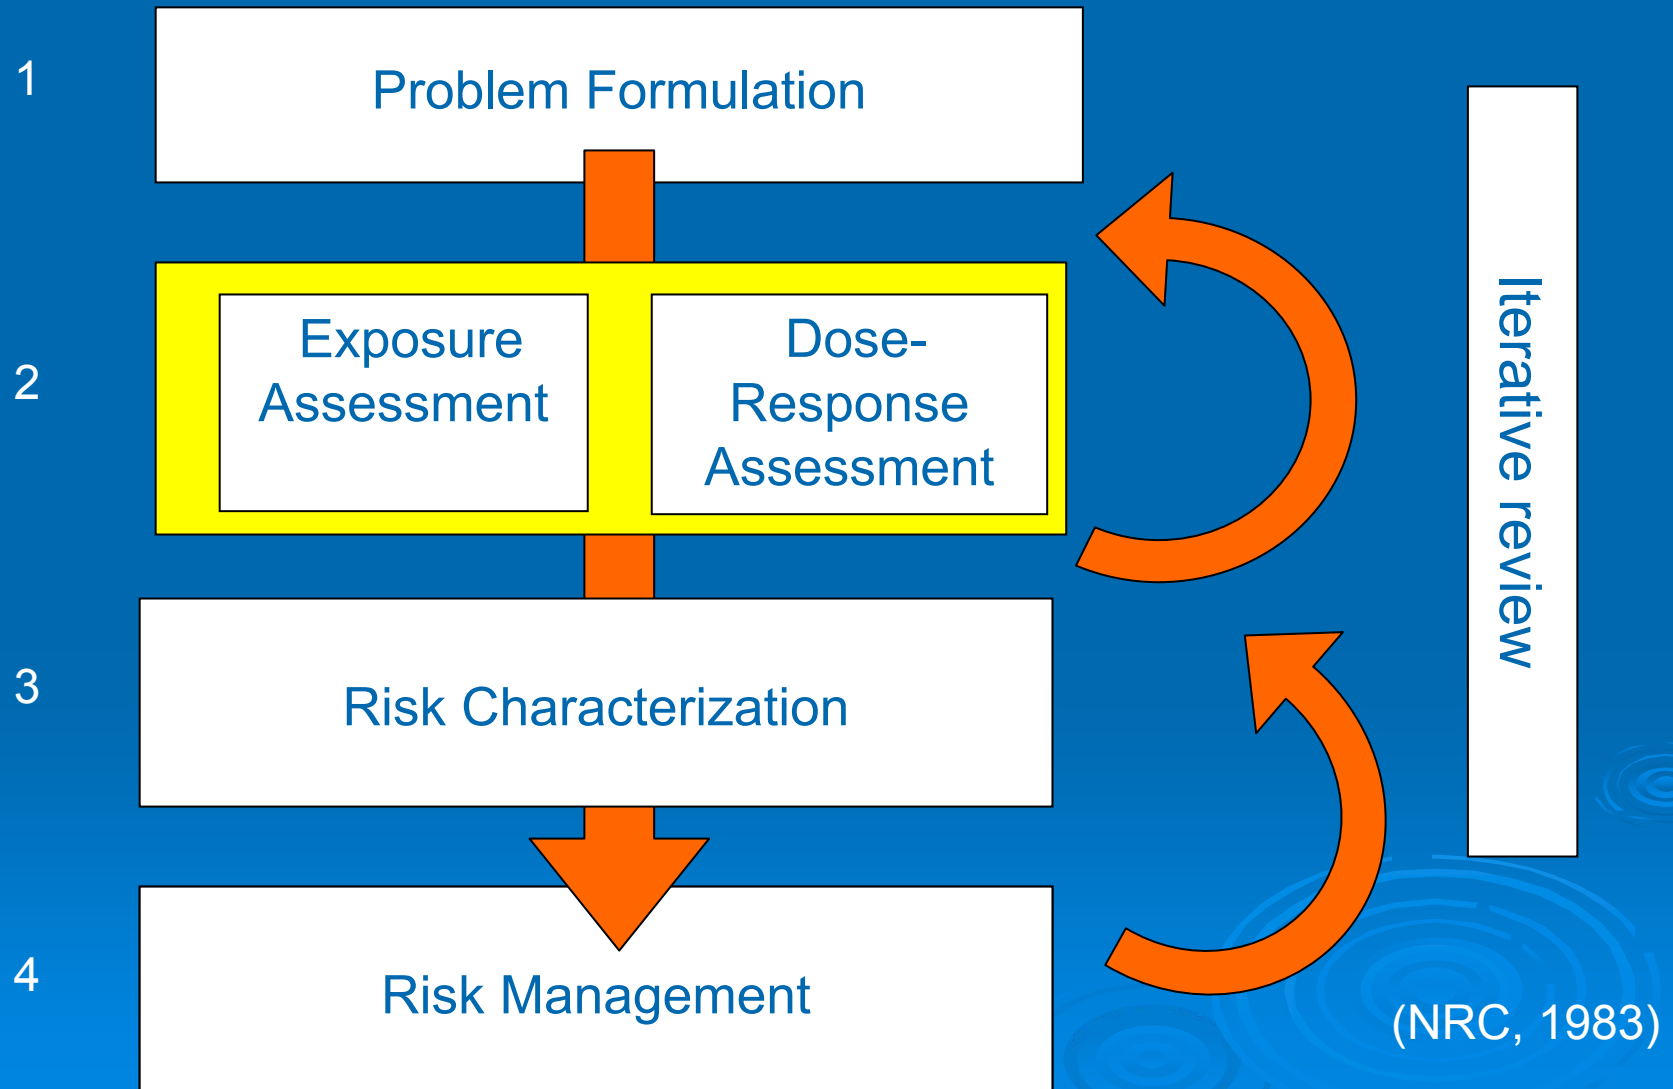 1
Problem Formulation
2
Exposure
Assessment
Dose-
Response
Assessment
3
Risk Characterization
4
Risk Management
Iterative review
(NRC, 1983)